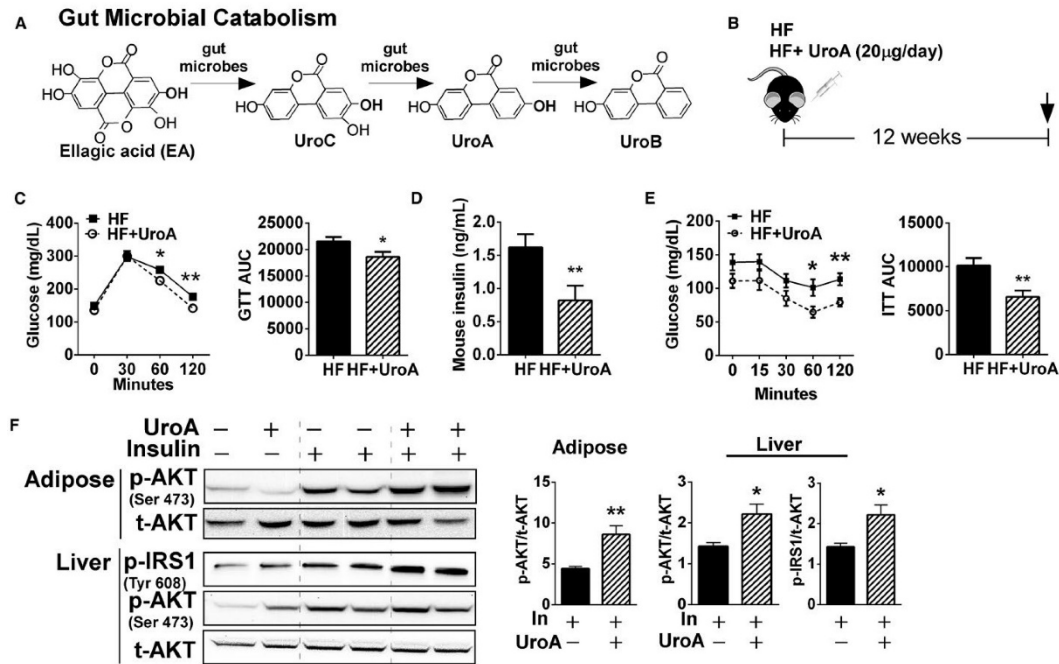 A Gut Microbial Catabolism
gut microbes
gut microbes
gut microbes
HO
HO
O
O
O
O
OH
OH
Ellagic acid (EA)
HO
O
O
OH
OH
UroC
HO
O
O
OH
UroA
HO
O
O
UroB
B
HF
HF+ UroA (20μg/day)
12 weeks
C
HF
HF+UroA
Glucose (mg/dL)
400
300
200
100
0
* **
0 30 60 120
Minutes
GTT AUC
25000
20000
15000
10000
5000
0
*
HF HF+UroA
D
Mouse insulin (ng/mL)
2.0
1.5
1.0
0.5
0.0
**
HF HF+UroA
E
HF
HF+UroA
Glucose (mg/dL)
200
150
100
50
0
* **
0 15 30 60 120
Minutes
ITT AUC
15000
10000
5000
0
**
HF HF+UroA
F
UroA − + − − + +
Insulin − − + + + +
Adipose
p-AKT
(Ser 473)
t-AKT
Liver
p-IRS1
(Tyr 608)
p-AKT
(Ser 473)
t-AKT
Adipose
p-AKT/t-AKT
15
10
5
0
**
In + +
UroA − +
Liver
p-AKT/t-AKT
3
2
1
0
*
In + +
UroA − +
p-IRS1/t-AKT
3
2
1
0
*
+ +
− +